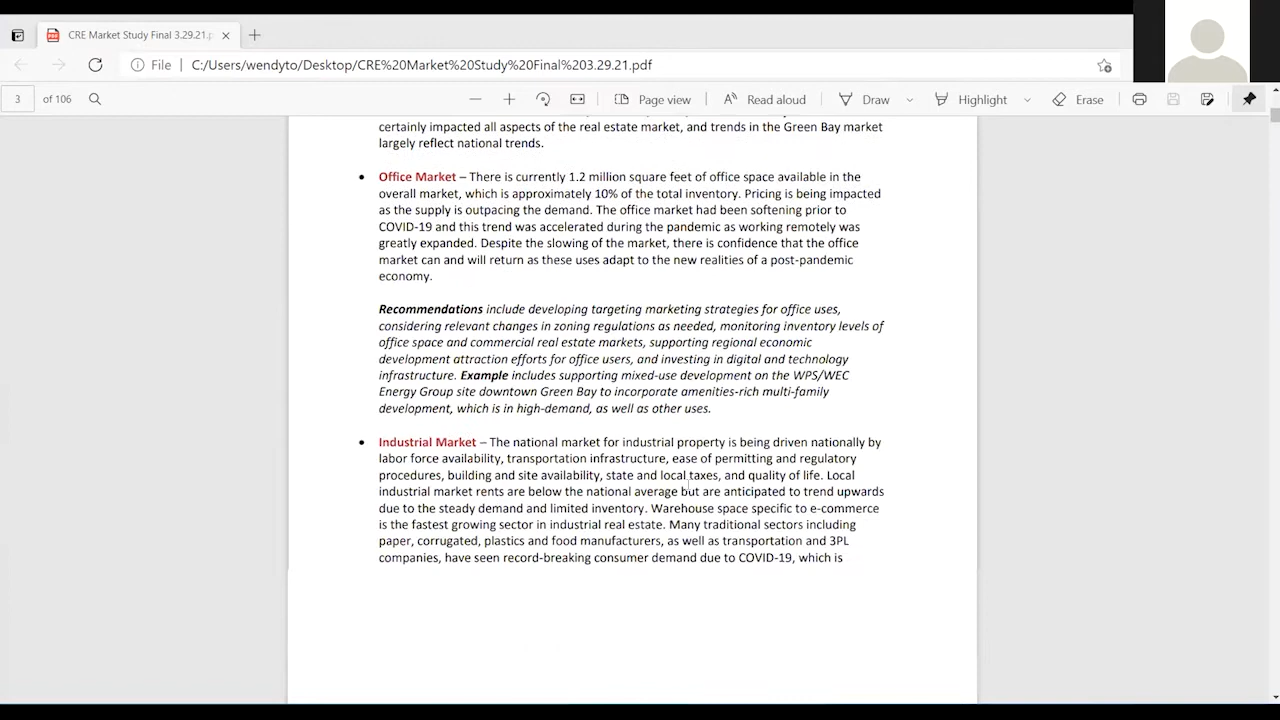 CRE Market Study Final 3.29.21.p
File
C:/Users/wendyto/Desktop/CRE%20Market%20Study%20Final%203.29.21.pdf
3 of 106
Page view
Read aloud
Draw
Highlight
Erase
certainly impacted all aspects of the real estate market, and trends in the Green Bay market
largely reflect national trends.
• Office Market – There is currently 1.2 million square feet of office space available in the
overall market, which is approximately 10% of the total inventory. Pricing is being impacted
as the supply is outpacing the demand. The office market had been softening prior to
COVID-19 and this trend was accelerated during the pandemic as working remotely was
greatly expanded. Despite the slowing of the market, there is confidence that the office
market can and will return as these uses adapt to the new realities of a post-pandemic
economy.
Recommendations include developing targeting marketing strategies for office uses,
considering relevant changes in zoning regulations as needed, monitoring inventory levels of
office space and commercial real estate markets, supporting regional economic
development attraction efforts for office users, and investing in digital and technology
infrastructure. Example includes supporting mixed-use development on the WPS/WEC
Energy Group site downtown Green Bay to incorporate amenities-rich multi-family
development, which is in high-demand, as well as other uses.
• Industrial Market – The national market for industrial property is being driven nationally by
labor force availability, transportation infrastructure, ease of permitting and regulatory
procedures, building and site availability, state and local taxes, and quality of life. Local
industrial market rents are below the national average but are anticipated to trend upwards
due to the steady demand and limited inventory. Warehouse space specific to e-commerce
is the fastest growing sector in industrial real estate. Many traditional sectors including
paper, corrugated, plastics and food manufacturers, as well as transportation and 3PL
companies, have seen record-breaking consumer demand due to COVID-19, which is